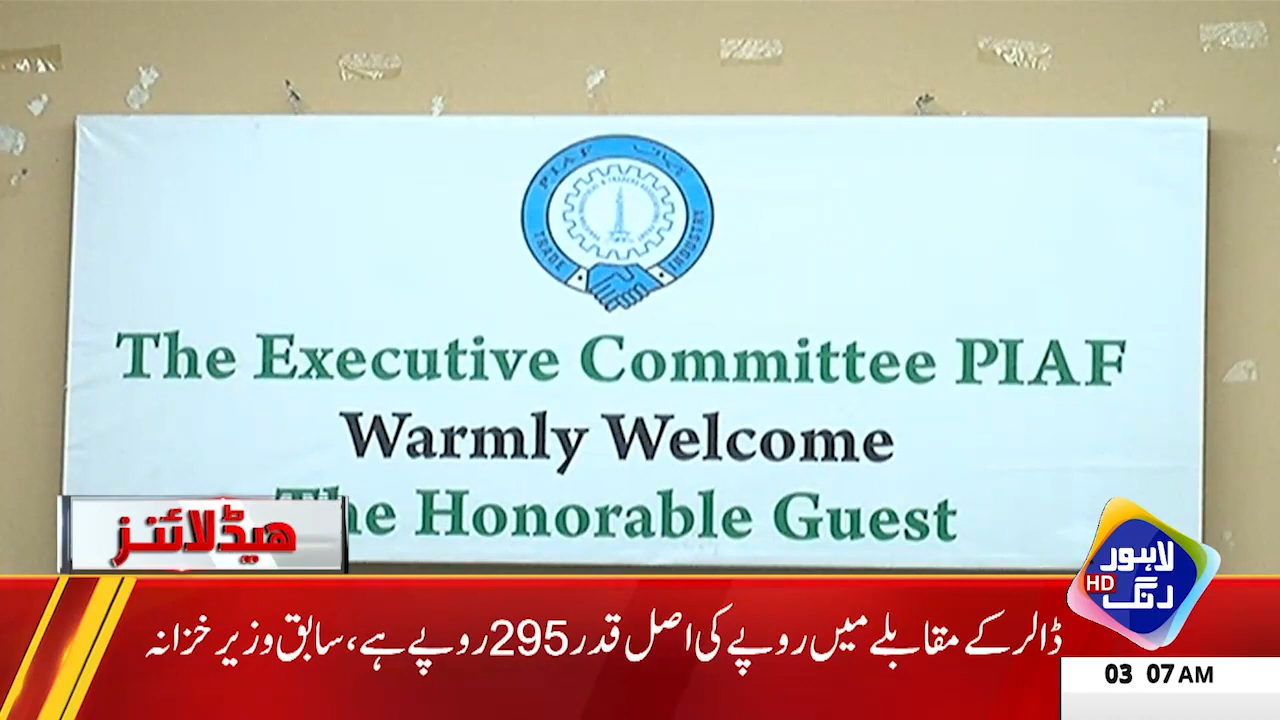 PIAF پیاف
TRADE INDUSTRY
The Executive Committee PIAF
Warmly Welcome
The Honorable Guest
ہیڈلائنز
لاہور
HD رنگ
ڈالر کے مقابلے میں روپے کی اصل قدر 295 روپے ہے، سابق وزیر خزانہ
03 07 AM